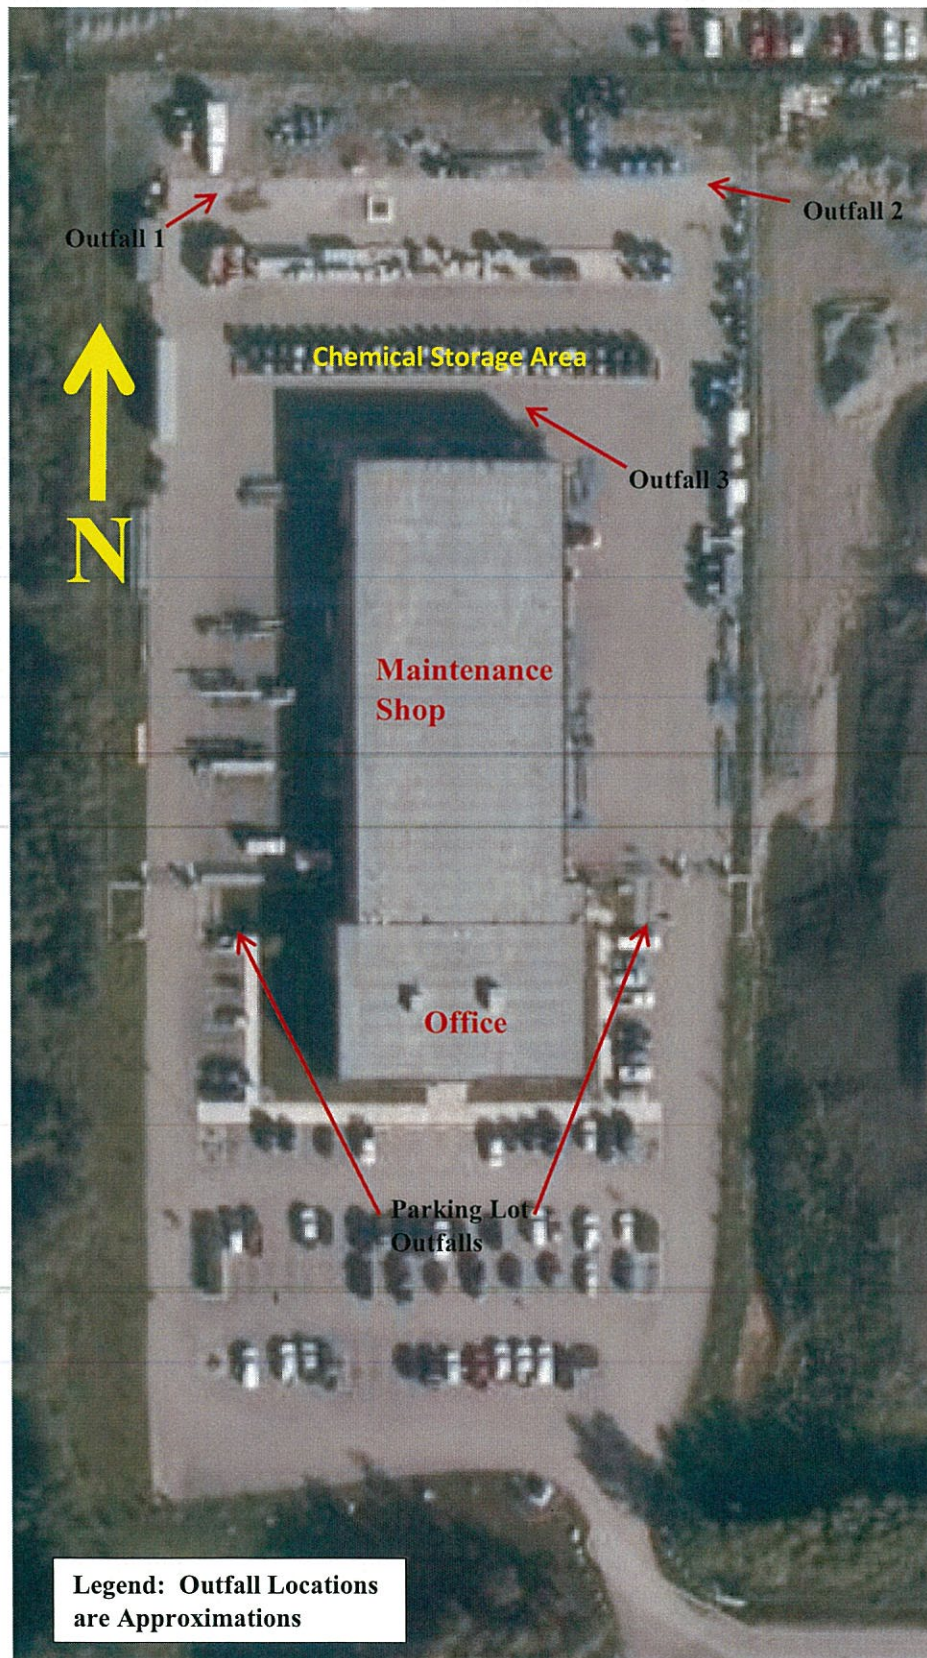 Outfall 1
Outfall 2
Chemical Storage Area
Outfall 3
N
Maintenance
Shop
Office
Parking Lot
Outfalls
Legend: Outfall Locations
are Approximations